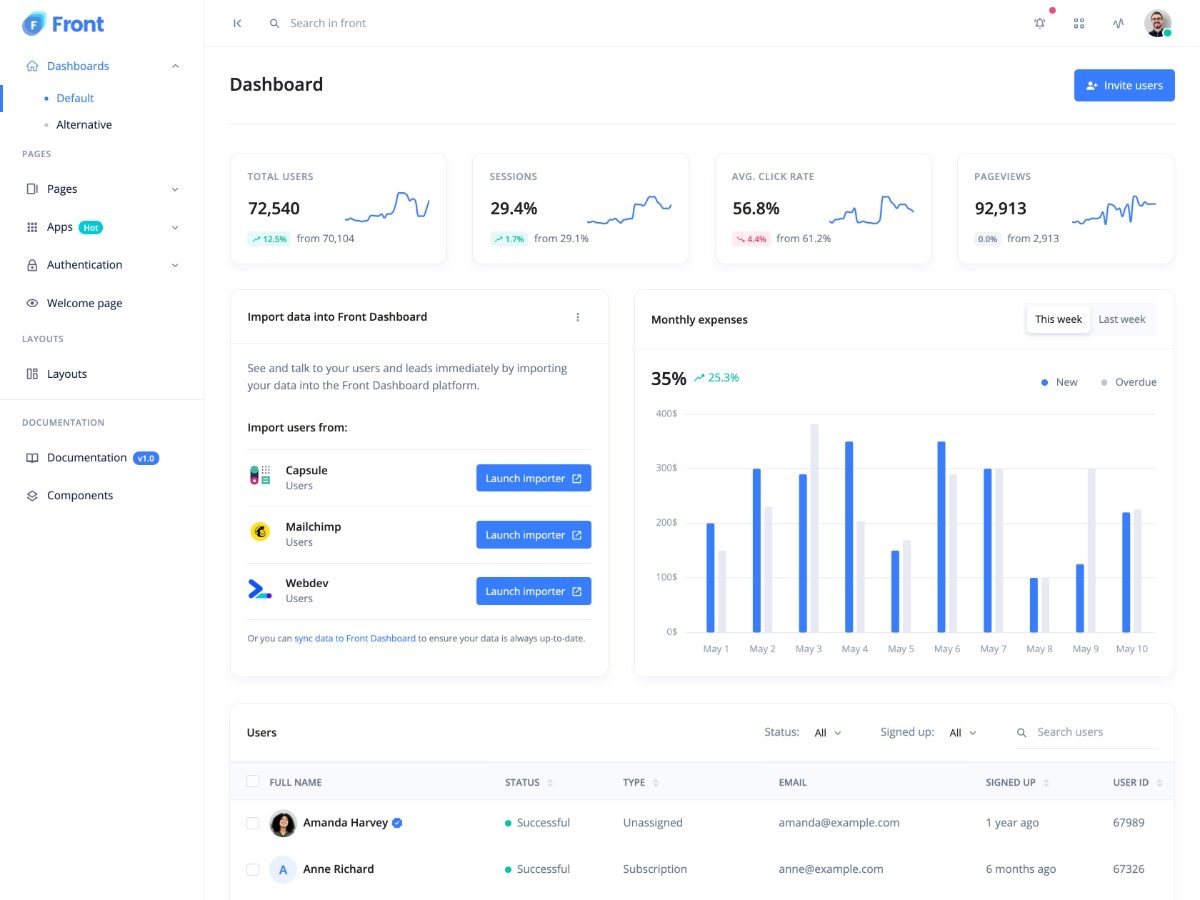 Front
Search in front
Dashboards
Default
Alternative
PAGES
Pages
Apps Hot
Authentication
Welcome page
LAYOUTS
Layouts
DOCUMENTATION
Documentation v1.0
Components
Dashboard
Invite users
TOTAL USERS
72,540
12.5% from 70,104
SESSIONS
29.4%
1.7% from 29.1%
AVG. CLICK RATE
56.8%
4.4% from 61.2%
PAGEVIEWS
92,913
0.0% from 2,913
Import data into Front Dashboard
See and talk to your users and leads immediately by importing
your data into the Front Dashboard platform.
Import users from:
Capsule
Users
Launch importer
Mailchimp
Users
Launch importer
Webdev
Users
Launch importer
Or you can sync data to Front Dashboard to ensure your data is always up-to-date.
Monthly expenses
This week Last week
35% 25.3%
New Overdue
400$
300$
200$
100$
0$
May 1 May 2 May 3 May 4 May 5 May 6 May 7 May 8 May 9 May 10
Users
Status: All Signed up: All Search users
FULL NAME STATUS TYPE EMAIL SIGNED UP USER ID
Amanda Harvey Successful Unassigned amanda@example.com 1 year ago 67989
A Anne Richard Successful Subscription anne@example.com 6 months ago 67326